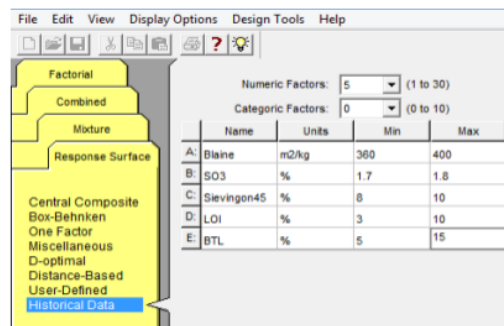 File Edit View Display Options Design Tools Help
Factorial
Combined
Mixture
Response Surface
Central Composite
Box-Behnken
One Factor
Miscellaneous
D-optimal
Distance-Based
User-Defined
Historical Data
Numeric Factors: 5 (1 to 30)
Categoric Factors: 0 (0 to 10)
Name Units Min Max
A: Blaine m2/kg 360 400
B: SO3 % 1.7 1.8
C: Sievingon45 % 8 10
D: LOI % 3 10
E: BTL % 5 15